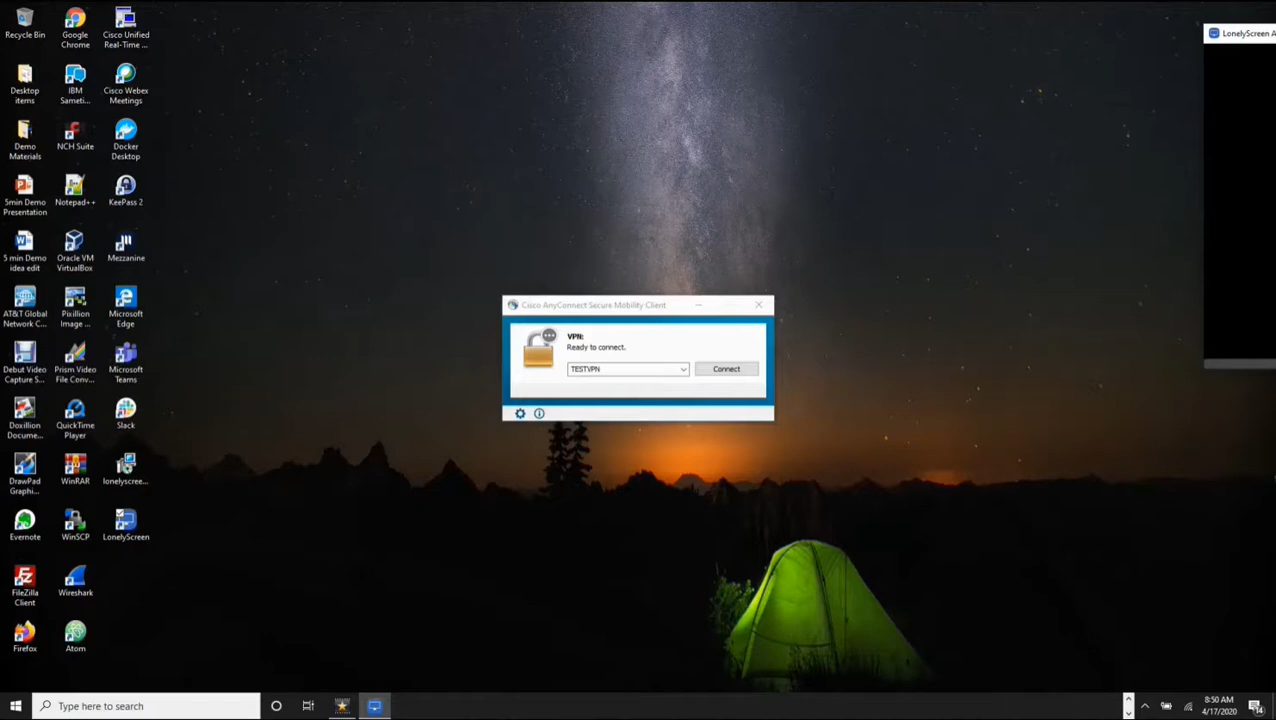 Recycle Bin
Google
Chrome
Cisco Unified
Real-Time ...
Desktop
items
IBM
Sameti...
Cisco Webex
Meetings
Demo
Materials
NCH Suite
Docker
Desktop
5min Demo
Presentation
Notepad++
KeePass 2
5 min Demo
idea edit
Oracle VM
VirtualBox
Mezzanine
AT&T Global
Network C...
Pixillion
Image ...
Microsoft
Edge
Debut Video
Capture S...
Prism Video
File Conv...
Microsoft
Teams
Doxillion
Docume...
QuickTime
Player
Slack
DrawPad
Graphi...
WinRAR
lonelyscree...
Evernote
WinSCP
LonelyScreen
FileZilla
Client
Wireshark
Firefox
Atom
LonelyScreen A
Cisco AnyConnect Secure Mobility Client
VPN:
Ready to connect.
TESTVPN
Connect
Type here to search
8:50 AM
4/17/2020
14